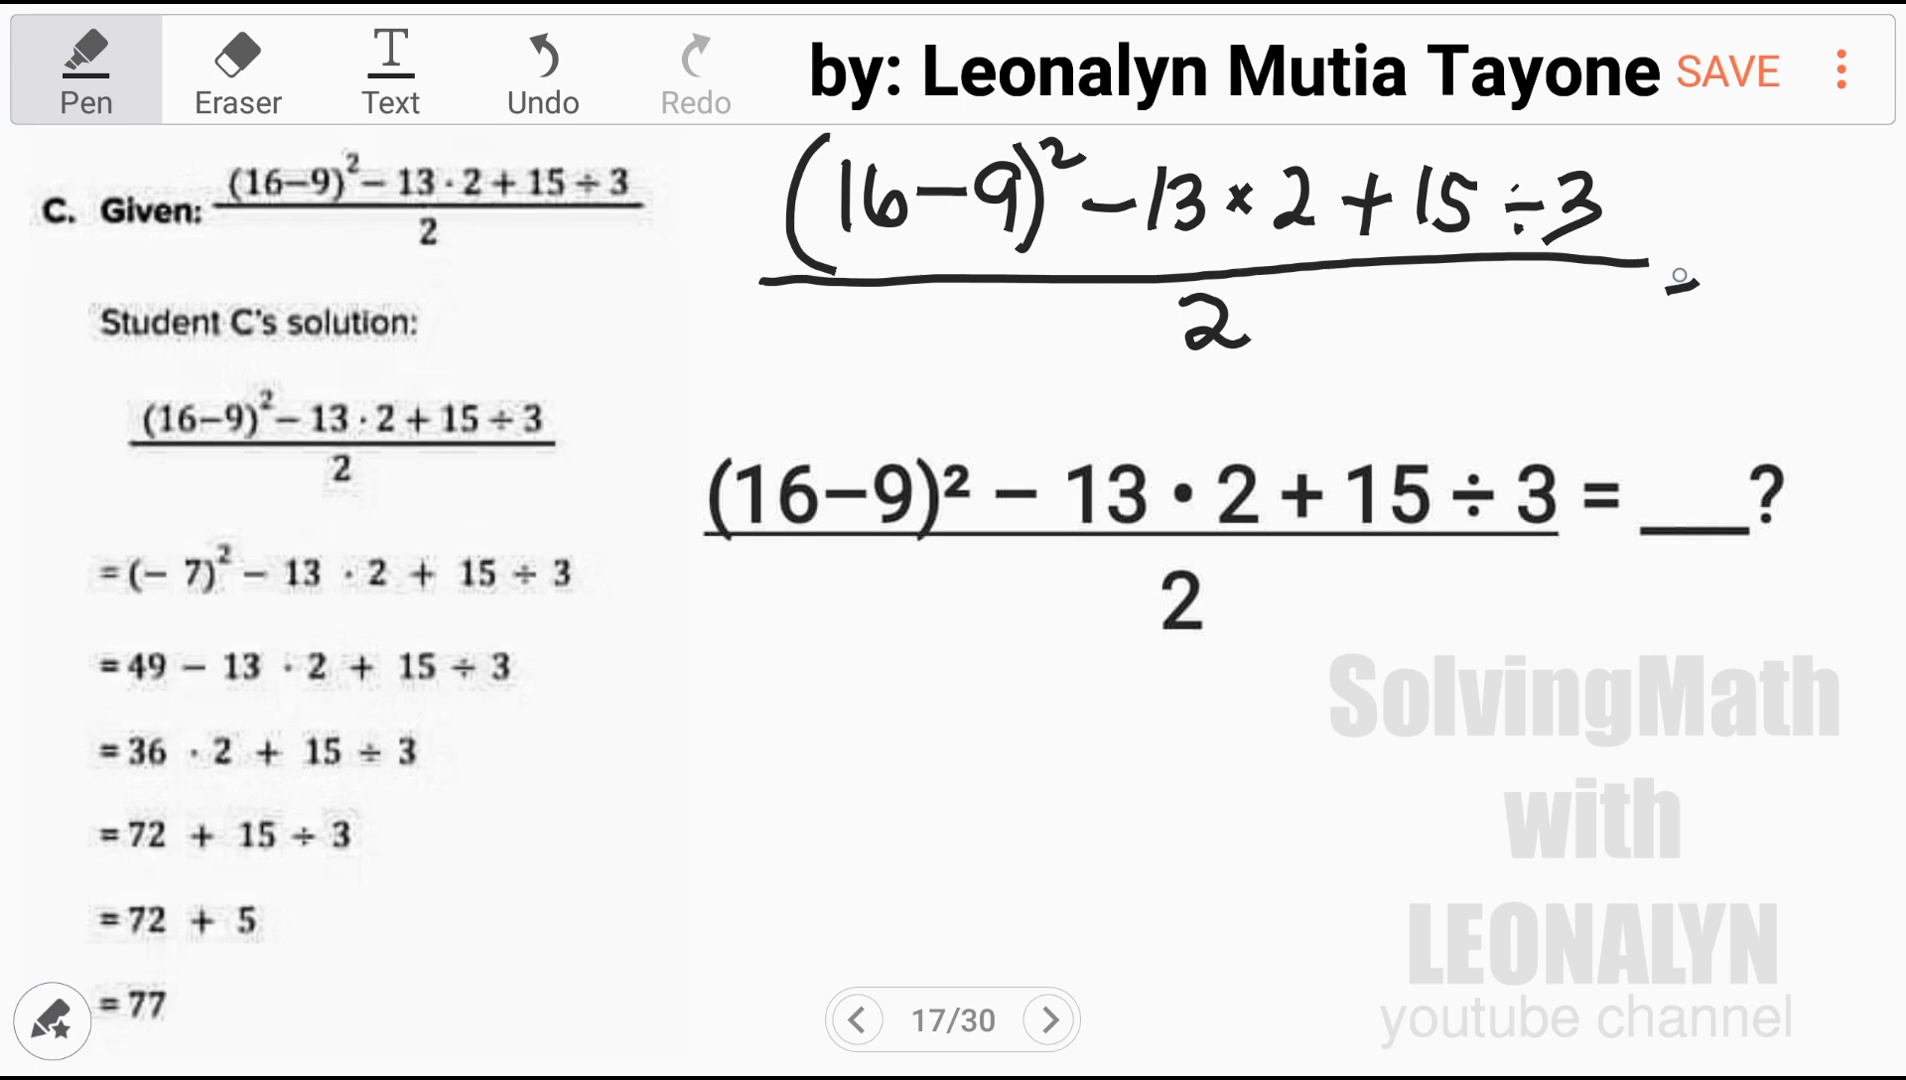 Pen Eraser Text Undo Redo by: Leonalyn Mutia Tayone SAVE
C. Given: (16−9)² − 13 · 2 + 15 ÷ 3
2
Student C's solution:
(16−9)² − 13 · 2 + 15 ÷ 3
2
= (− 7)² − 13 · 2 + 15 ÷ 3
= 49 − 13 · 2 + 15 ÷ 3
= 36 · 2 + 15 ÷ 3
= 72 + 15 ÷ 3
= 72 + 5
= 77
(16−9)² − 13 × 2 + 15 ÷ 3
2
(16−9)² − 13 • 2 + 15 ÷ 3 = ___?
2
SolvingMath
with
LEONALYN
youtube channel
17/30